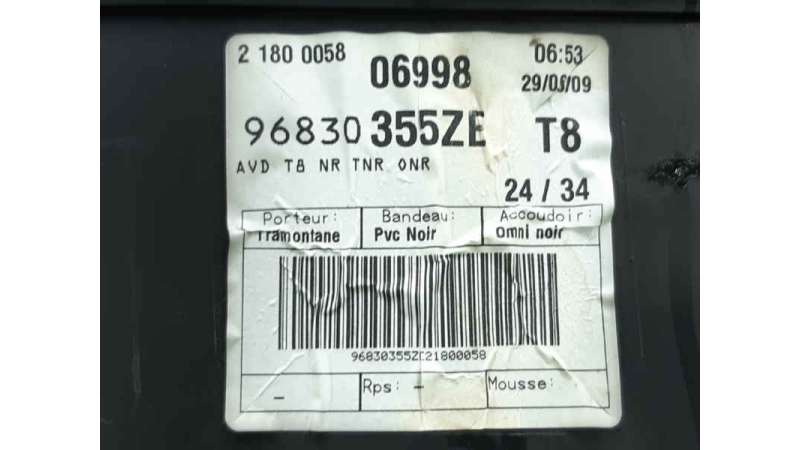 2 180 0058 06998 06:53
29/05/09
96830 355ZE T8
AVD T8 NR TNR ONR
24 / 34
Porteur: Bandeau: Accoudoir:
Tramontane Pvc Noir Omni noir
96830355ZE21800058
- Rps: - Mousse: